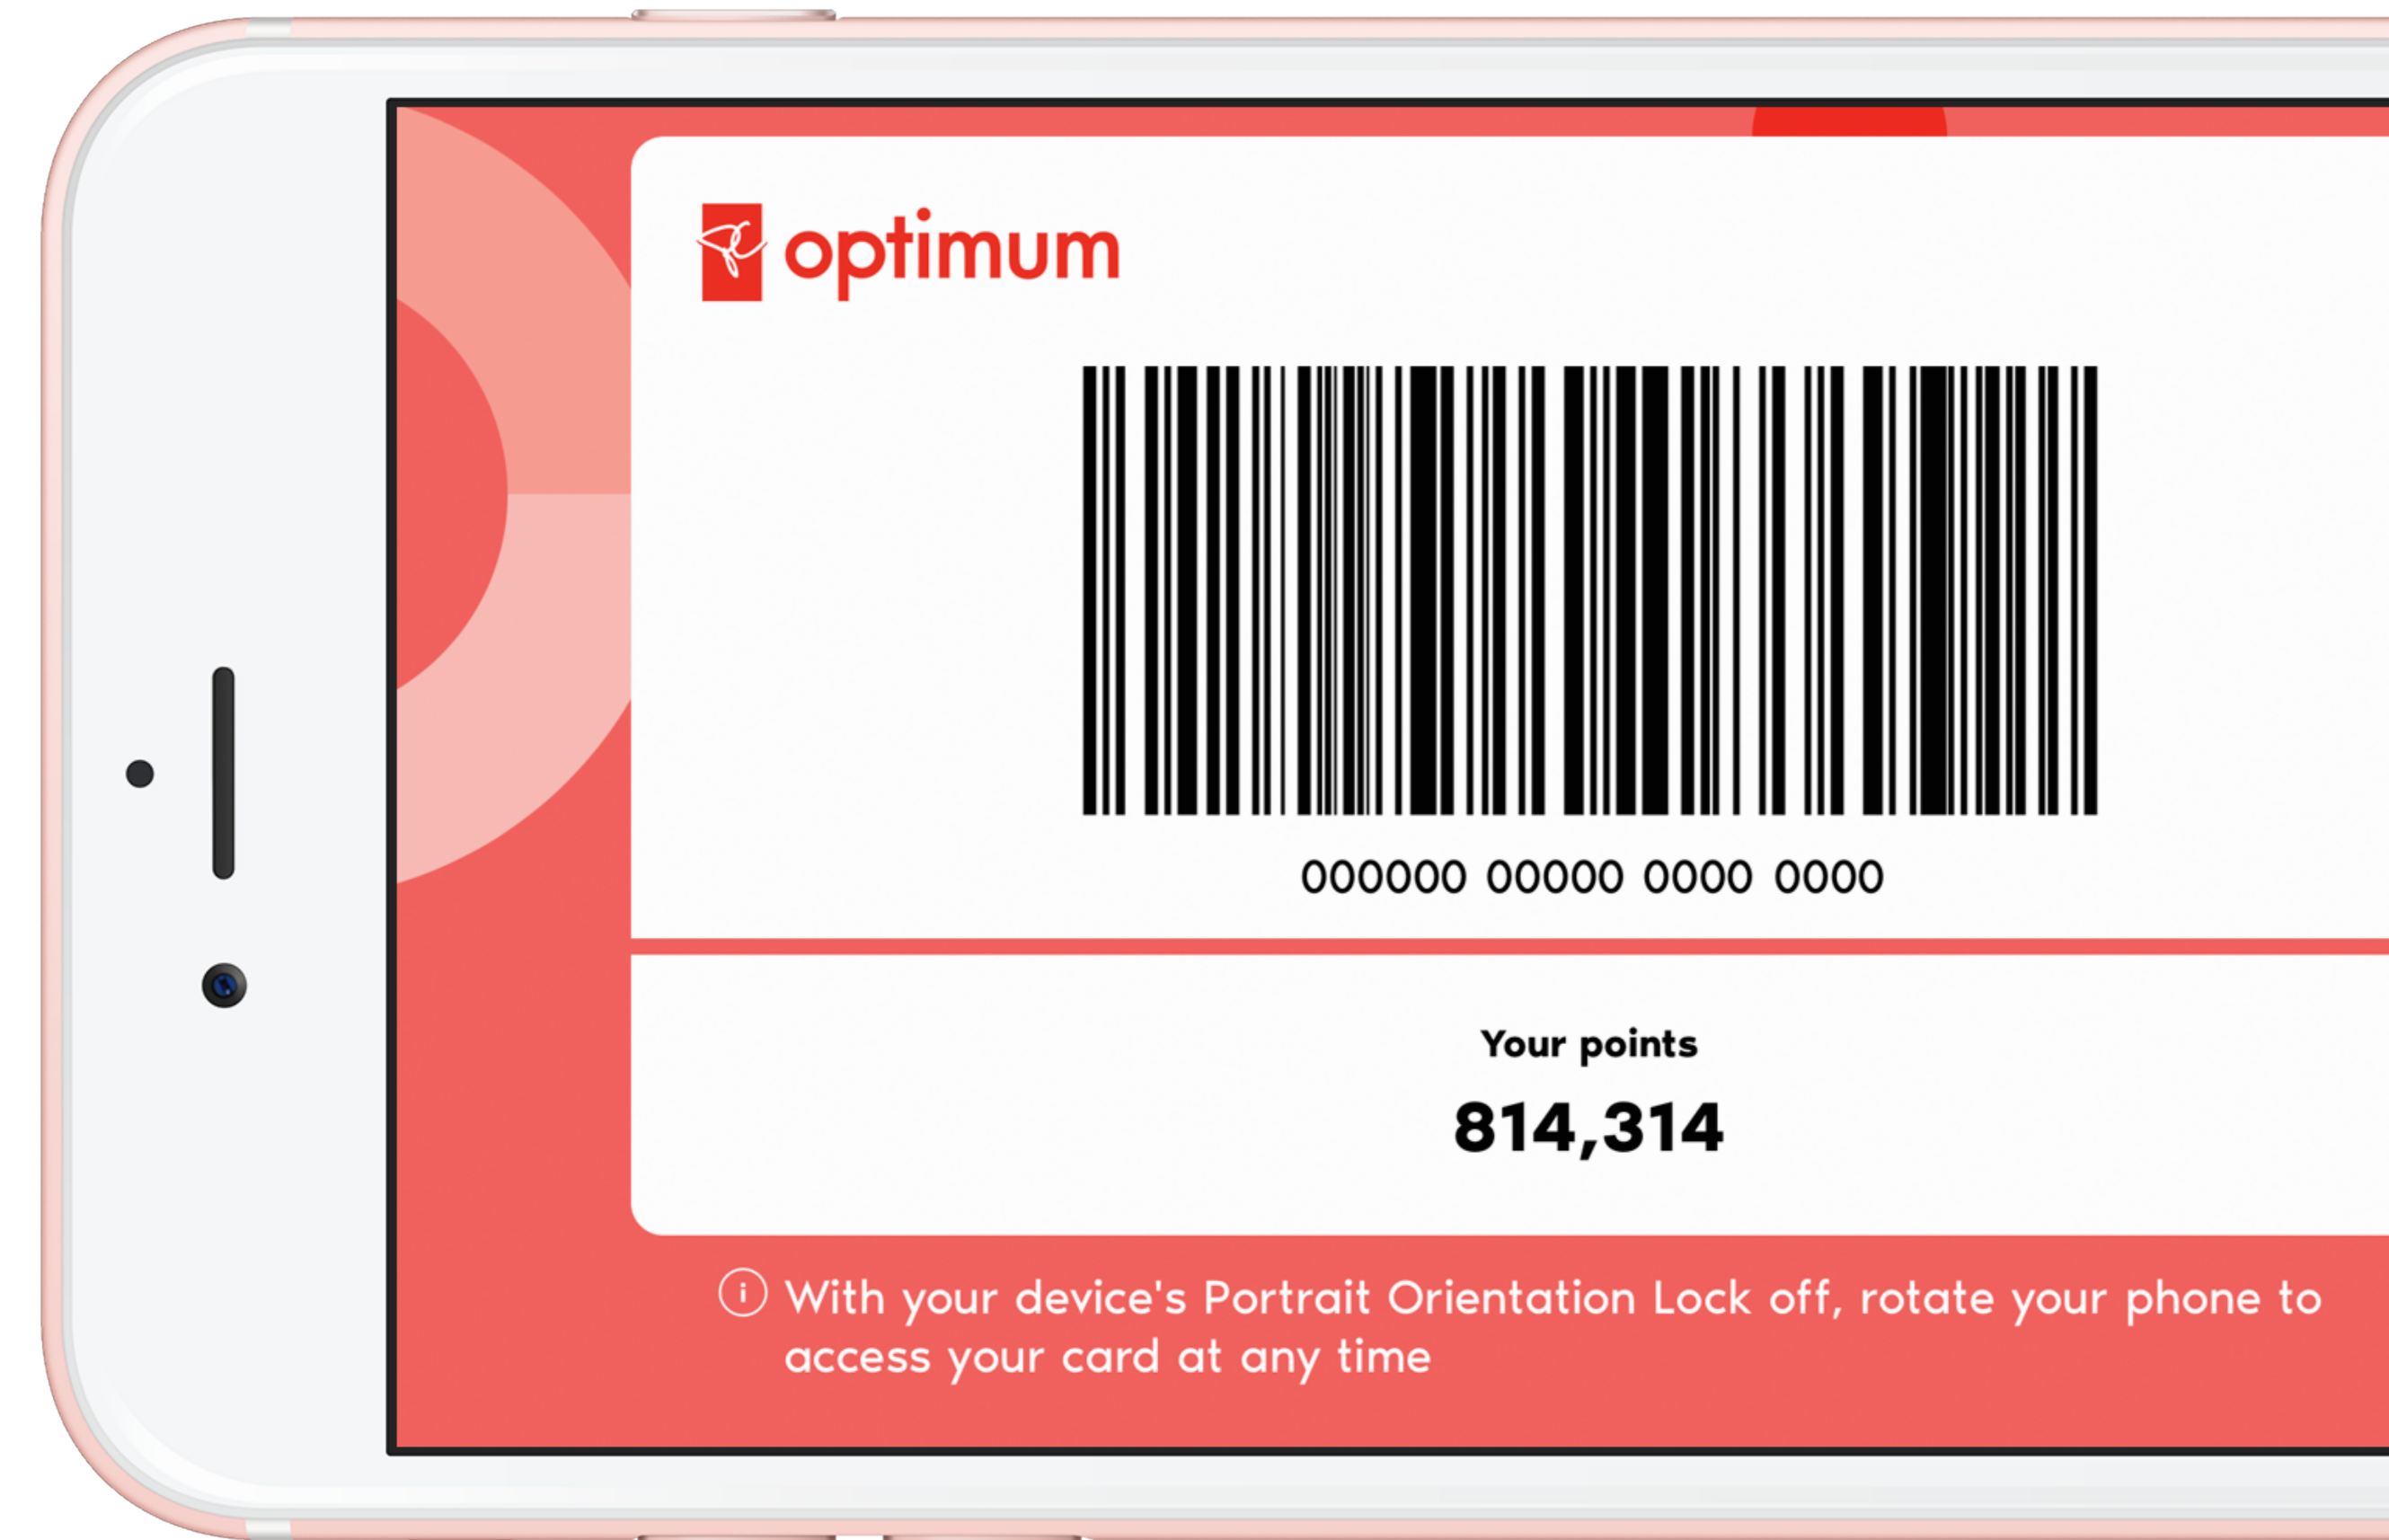 optimum
000000 00000 0000 0000
Your points
814,314
With your device's Portrait Orientation Lock off, rotate your phone to
access your card at any time